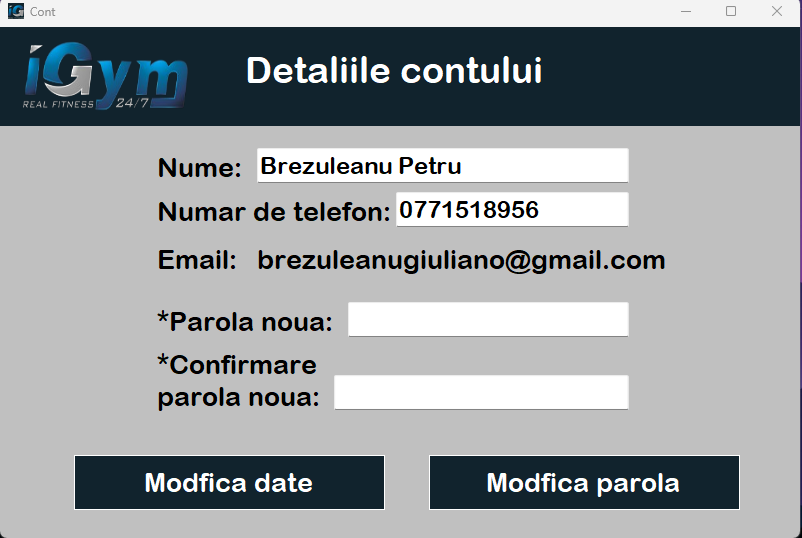 Cont
iGym
REAL FITNESS 24/7
Detaliile contului
Nume: Brezuleanu Petru
Numar de telefon: 0771518956
Email: brezuleanugiuliano@gmail.com
*Parola noua:
*Confirmare
parola noua:
Modfica date Modfica parola